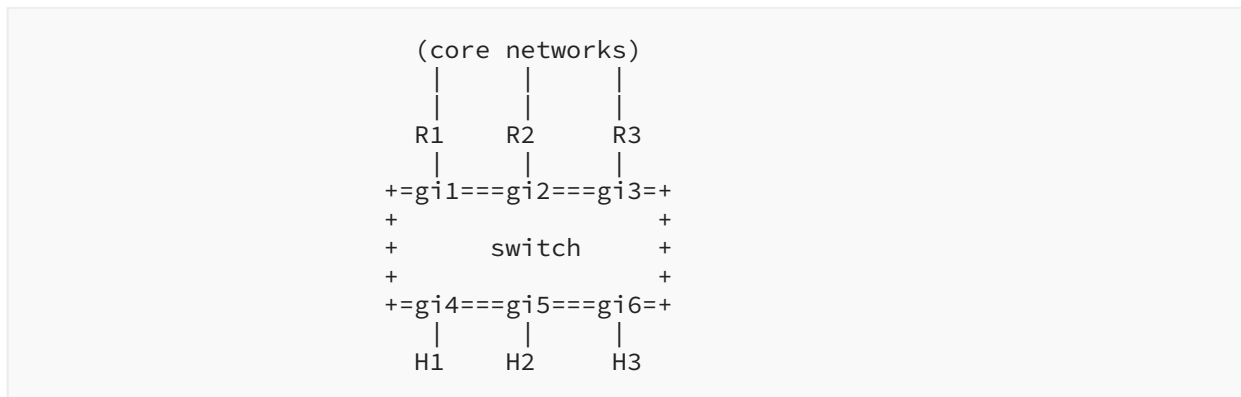 (core networks)
|     |     |
|     |     |
R1    R2     R3
|     |     |
+=gi1===gi2===gi3=+
+                 +
+      switch     +
+                 +
+=gi4===gi5===gi6=+
|     |     |
H1    H2     H3